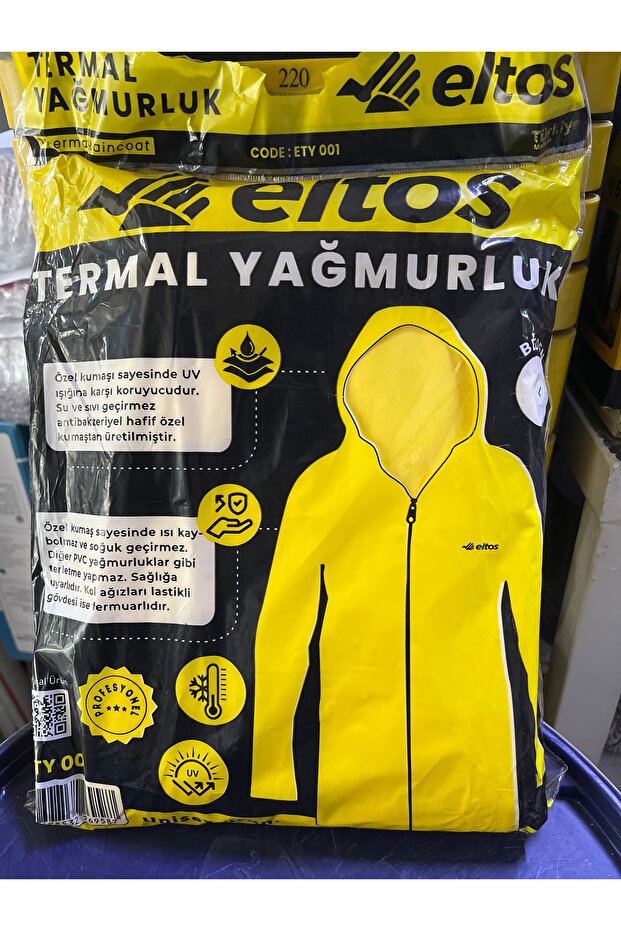 TERMAL
YAĞMURLUK
220
eltos
CODE : ETY 001
eltos
TERMAL YAĞMURLUK
Özel kumaşı sayesinde UV
ışığına karşı koruyucudur.
Su ve sıvı geçirmez
antibakteriyel hafif özel
kumaştan üretilmiştir.
L
Özel kumaş sayesinde ısı kay-
bolmaz ve soğuk geçirmez.
Diğer PVC yağmurluklar gibi
terletme yapmaz. Sağlığa
uyarlıdır. Kol ağızları lastikli
gövdesi ise fermuarlıdır.
eltos
PROFESYONEL
UV